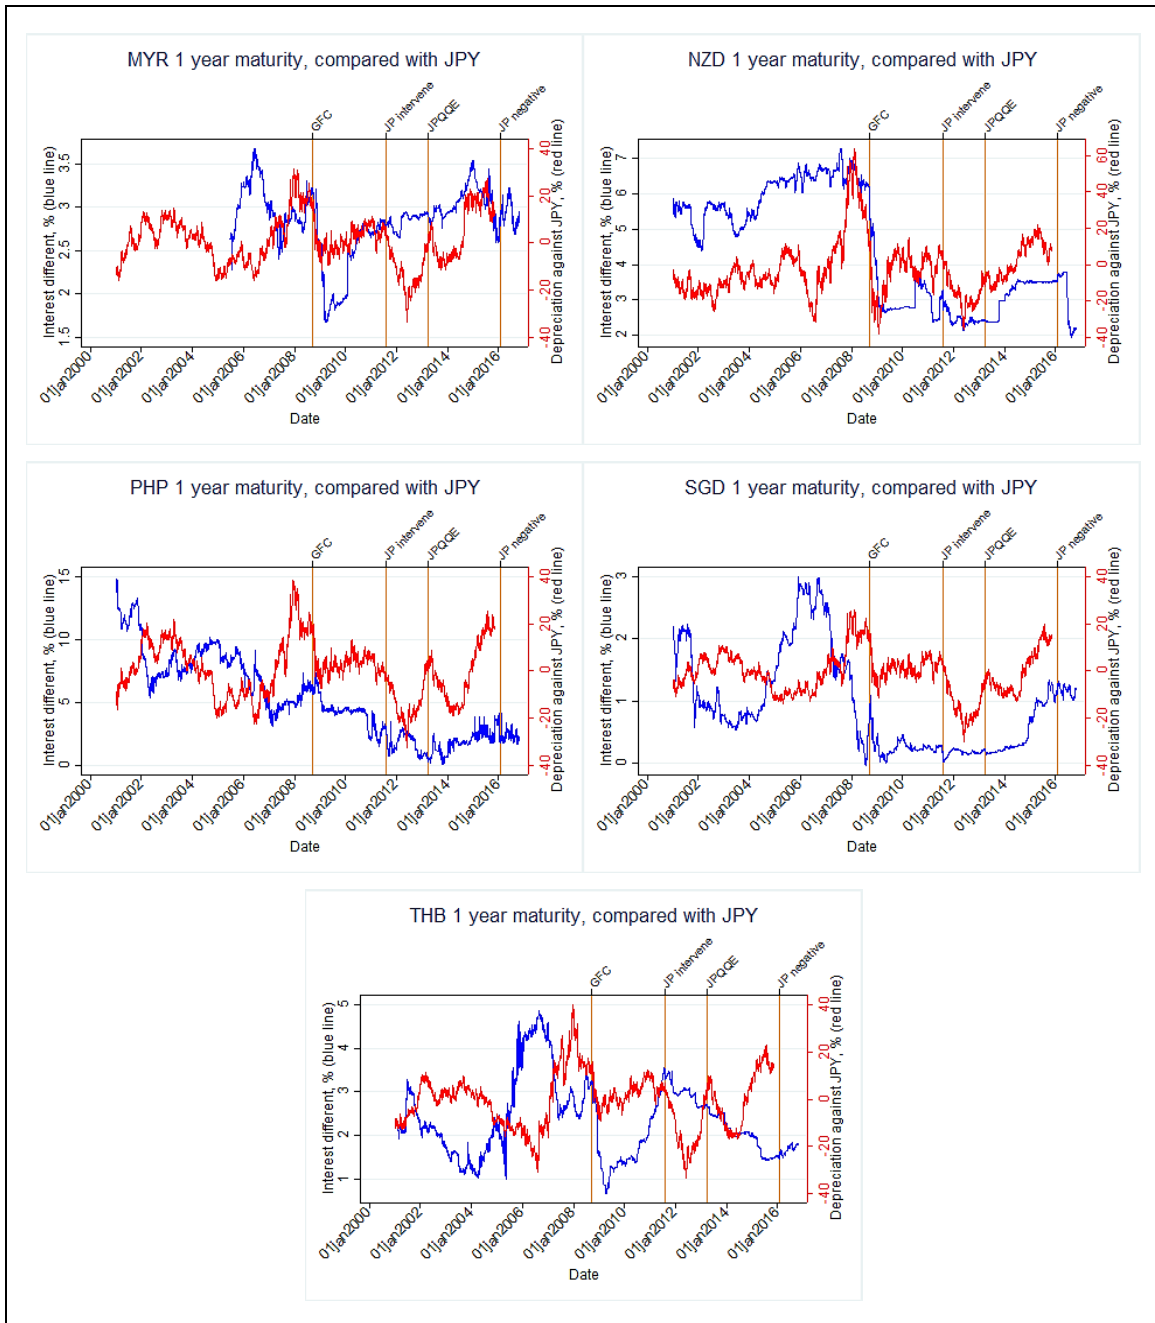 MYR 1 year maturity, compared with JPY
GFC
JP intervene
JPQQE
JP negative
Interest different, % (blue line)
1.5
2
2.5
3
3.5
Depreciation against JPY, % (red line)
-40
-20
0
20
40
01jan2000
01jan2002
01jan2004
01jan2006
01jan2008
01jan2010
01jan2012
01jan2014
01jan2016
Date
NZD 1 year maturity, compared with JPY
GFC
JP intervene
JPQQE
JP negative
Interest different, % (blue line)
2
3
4
5
6
7
Depreciation against JPY, % (red line)
-40
-20
0
20
40
60
01jan2000
01jan2002
01jan2004
01jan2006
01jan2008
01jan2010
01jan2012
01jan2014
01jan2016
Date
PHP 1 year maturity, compared with JPY
GFC
JP intervene
JPQQE
JP negative
Interest different, % (blue line)
0
5
10
15
Depreciation against JPY, % (red line)
-40
-20
0
20
40
01jan2000
01jan2002
01jan2004
01jan2006
01jan2008
01jan2010
01jan2012
01jan2014
01jan2016
Date
SGD 1 year maturity, compared with JPY
GFC
JP intervene
JPQQE
JP negative
Interest different, % (blue line)
0
1
2
3
Depreciation against JPY, % (red line)
-40
-20
0
20
40
01jan2000
01jan2002
01jan2004
01jan2006
01jan2008
01jan2010
01jan2012
01jan2014
01jan2016
Date
THB 1 year maturity, compared with JPY
GFC
JP intervene
JPQQE
JP negative
Interest different, % (blue line)
1
2
3
4
5
Depreciation against JPY, % (red line)
-40
-20
0
20
40
01jan2000
01jan2002
01jan2004
01jan2006
01jan2008
01jan2010
01jan2012
01jan2014
01jan2016
Date